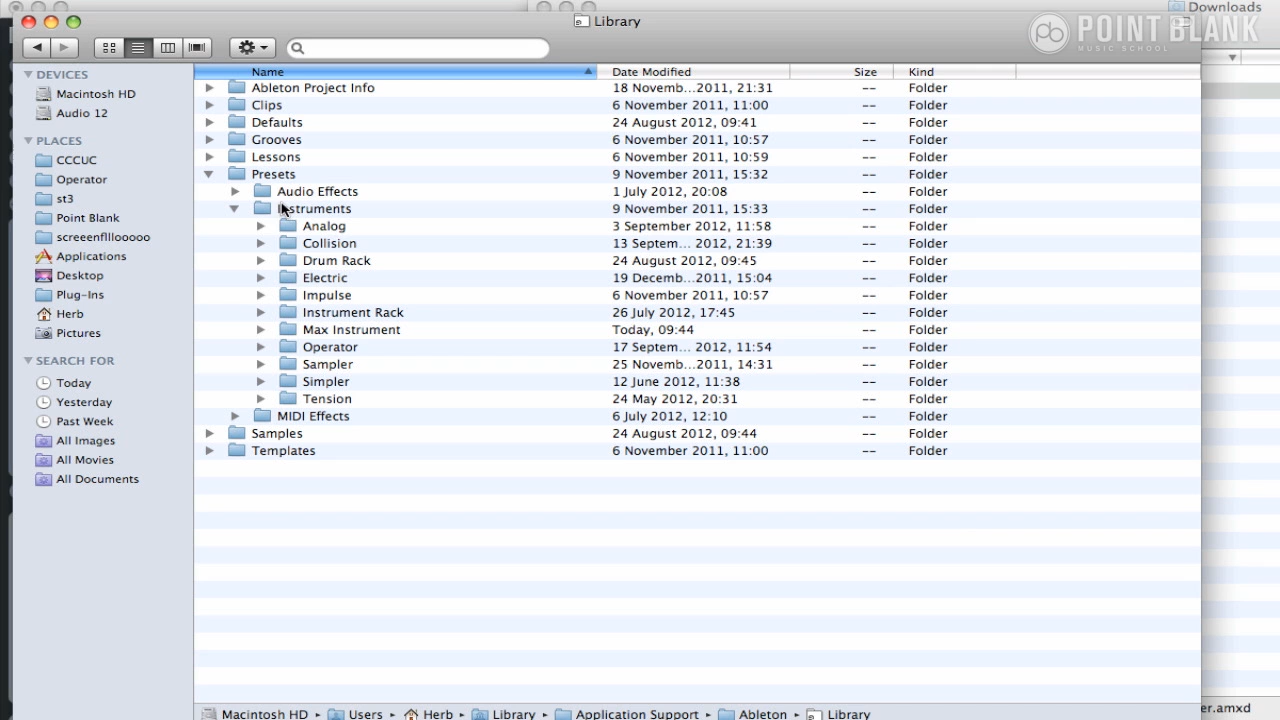 Downloads
Library
POINT BLANK
MUSIC SCHOOL
DEVICES
Macintosh HD
Audio 12
PLACES
CCCUC
Operator
st3
Point Blank
screeenfllooooo
Applications
Desktop
Plug-Ins
Herb
Pictures
SEARCH FOR
Today
Yesterday
Past Week
All Images
All Movies
All Documents
Name Date Modified Size Kind
Ableton Project Info 18 Novemb...2011, 21:31 -- Folder
Clips 6 November 2011, 11:00 -- Folder
Defaults 24 August 2012, 09:41 -- Folder
Grooves 6 November 2011, 10:57 -- Folder
Lessons 6 November 2011, 10:59 -- Folder
Presets 9 November 2011, 15:32 -- Folder
Audio Effects 1 July 2012, 20:08 -- Folder
Instruments 9 November 2011, 15:33 -- Folder
Analog 3 September 2012, 11:58 -- Folder
Collision 13 Septem... 2012, 21:39 -- Folder
Drum Rack 24 August 2012, 09:45 -- Folder
Electric 19 Decemb...2011, 15:04 -- Folder
Impulse 6 November 2011, 10:57 -- Folder
Instrument Rack 26 July 2012, 17:45 -- Folder
Max Instrument Today, 09:44 -- Folder
Operator 17 Septem... 2012, 11:54 -- Folder
Sampler 25 Novemb...2011, 14:31 -- Folder
Simpler 12 June 2012, 11:38 -- Folder
Tension 24 May 2012, 20:31 -- Folder
MIDI Effects 6 July 2012, 12:10 -- Folder
Samples 24 August 2012, 09:44 -- Folder
Templates 6 November 2011, 11:00 -- Folder
Macintosh HD ▸ Users ▸ Herb ▸ Library ▸ Application Support ▸ Ableton ▸ Library
er.amxd